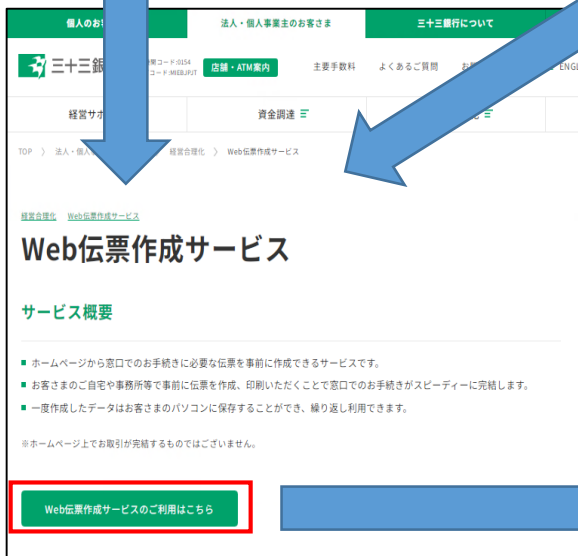 個人のお
法人・個人事業主のお客さま
三十三銀行について
三十三銀
コード:0154
コード:MIEBJPJT
店舗・ATM案内
主要手数料
よくあるご質問
ENGL
経営サ
資金調達
TOP 〉 法人・個人
経営合理化 〉 Web伝票作成サービス
経営合理化 Web伝票作成サービス
Web伝票作成サービス
サービス概要
ホームページから窓口でのお手続きに必要な伝票を事前に作成できるサービスです。
お客さまのご自宅や事務所等で事前に伝票を作成、印刷いただくことで窓口でのお手続きがスピーディーに完結します。
一度作成したデータはお客さまのパソコンに保存することができ、繰り返し利用できます。
※ホームページ上でお取引が完結するものではございません。
Web伝票作成サービスのご利用はこちら